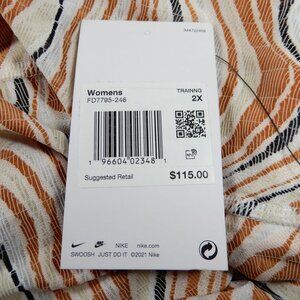 Womens
TRAINNG
FD7795-246
2X
1 96604 02348 1
Suggested Retail
$115.00
NIKE nike.com
SWOOSH JUST DO IT ©2021 Nike